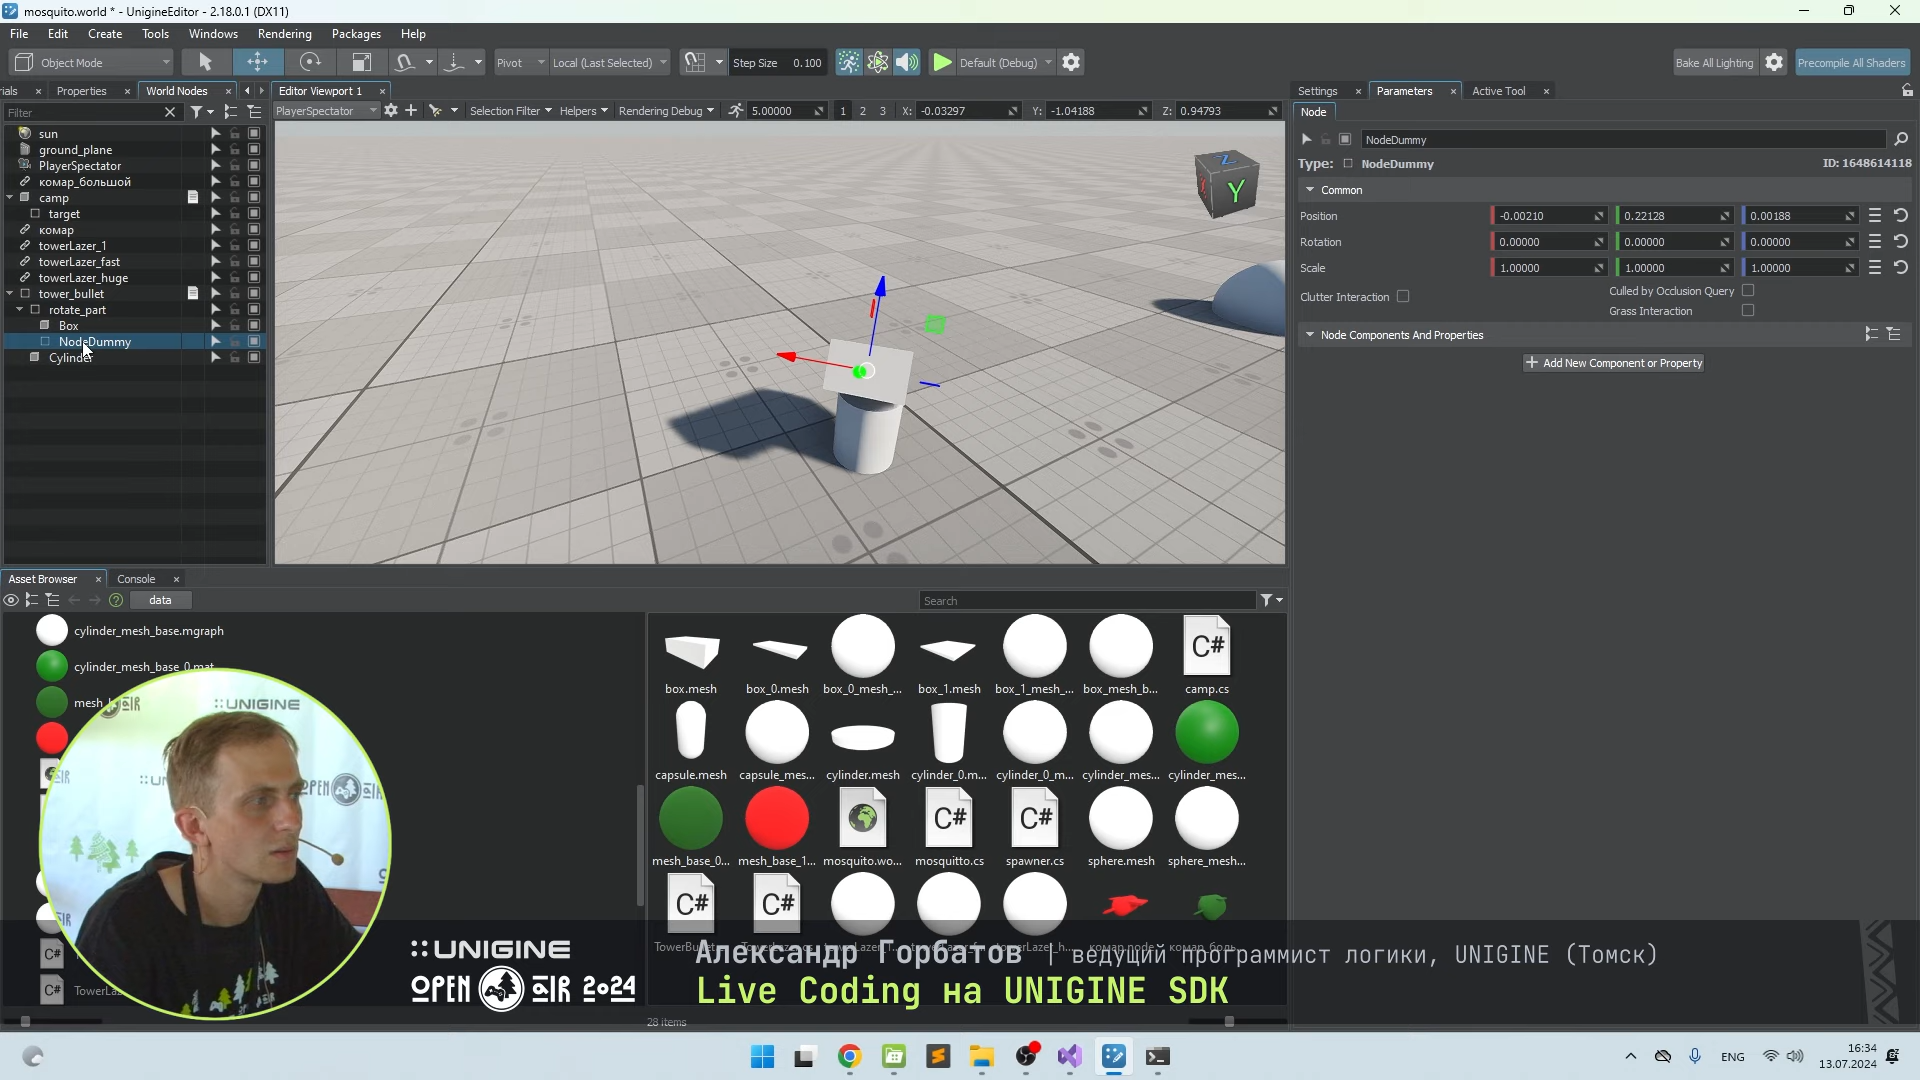 mosquito.world * - UnigineEditor - 2.18.0.1 (DX11)
File Edit Create Tools Windows Rendering Packages Help
Object Mode Pivot Local (Last Selected) Step Size 0.100 Default (Debug) Bake All Lighting Precompile All Shaders
Properties World Nodes Editor Viewport 1 Settings Parameters Active Tool
Filter PlayerSpectator Selection Filter Helpers Rendering Debug 5.00000 1 2 3 X: -0.03297 Y: -1.04188 Z: 0.94793 Node
sun
ground_plane
PlayerSpectator
комар_большой
camp
target
комар
towerLazer_1
towerLazer_fast
towerLazer_huge
tower_bullet
rotate_part
Box
NodeDummy
Cylinder
Z
Y
NodeDummy
Type: NodeDummy ID: 1648614118
Common
Position -0.00210 0.22128 0.00188
Rotation 0.00000 0.00000 0.00000
Scale 1.00000 1.00000 1.00000
Clutter Interaction Culled by Occlusion Query
Grass Interaction
Node Components And Properties
Add New Component or Property
Asset Browser Console
data Search
cylinder_mesh_base.mgraph
cylinder_mesh_base_0.mat
box.mesh box_0.mesh box_0_mesh_... box_1.mesh box_1_mesh_... box_mesh_b... camp.cs
capsule.mesh capsule_mes... cylinder.mesh cylinder_0.m... cylinder_0_m... cylinder_mes... cylinder_mes...
mesh_base_0... mesh_base_1... mosquito.wo... mosquitto.cs spawner.cs sphere.mesh sphere_mesh...
C# C# C# C# C# C# C#
28 items
UNIGINE
UNIGINE
OPEN AIR 2024
Александр Горбатов | ведущий программист логики, UNIGINE (Томск)
Live Coding на UNIGINE SDK
ENG 16:34
13.07.2024